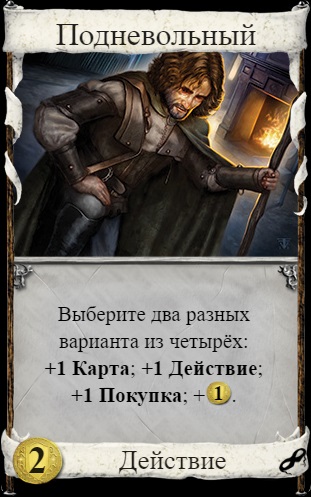 Подневольный
Выберите два разных
варианта из четырёх:
+1 Карта; +1 Действие;
+1 Покупка; +1.
2 Действие